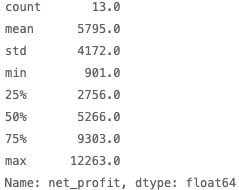 count 13.0
mean 5795.0
std 4172.0
min 901.0
25% 2756.0
50% 5266.0
75% 9303.0
max 12263.0
Name: net_profit, dtype: float64